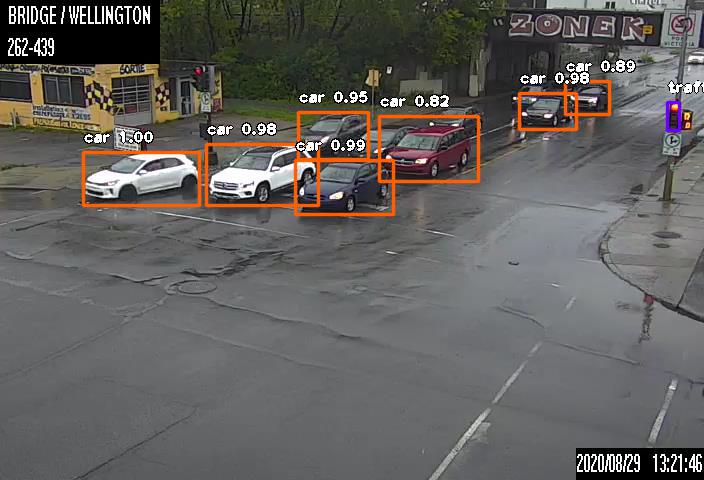 BRIDGE / WELLINGTON
262-439
ZONEK
SORTIE
car 0.89
car 0.98
car 0.95
car 0.82
traf
car 1.00
car 0.98
car 0.99
2020/08/29 13:21:46